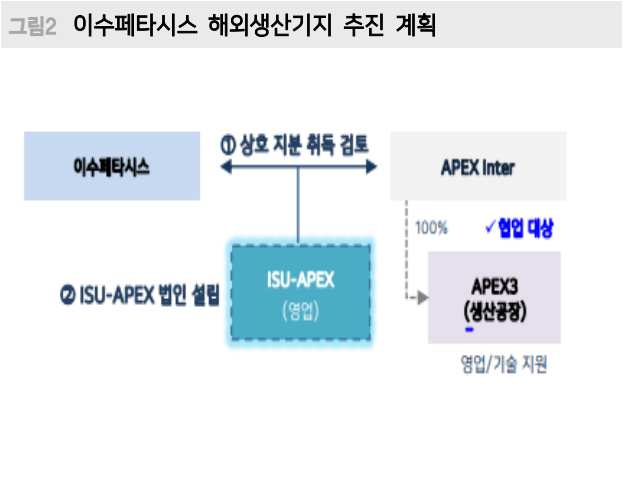 그림2 이수페타시스 해외생산기지 추진 계획
① 상호 지분 취득 검토
이수페타시스
APEX Inter
100%
✓협업 대상
ISU-APEX
(영업)
② ISU-APEX 법인 설립
APEX3
(생산공장)
영업/기술 지원